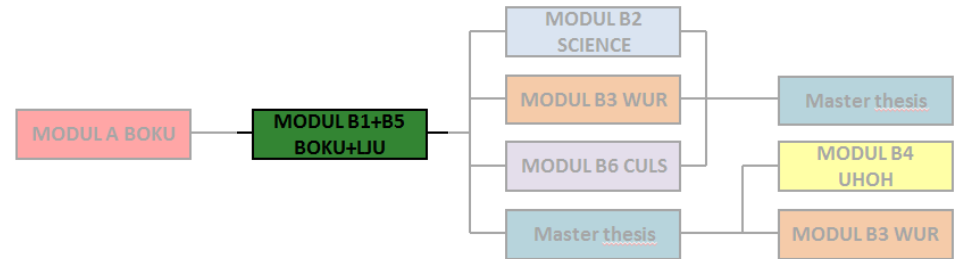 MODUL A BOKU
MODUL B1+B5
BOKU+LJU
MODUL B2
SCIENCE
MODUL B3 WUR
MODUL B6 CULS
Master thesis
Master thesis
MODUL B4
UHOH
MODUL B3 WUR